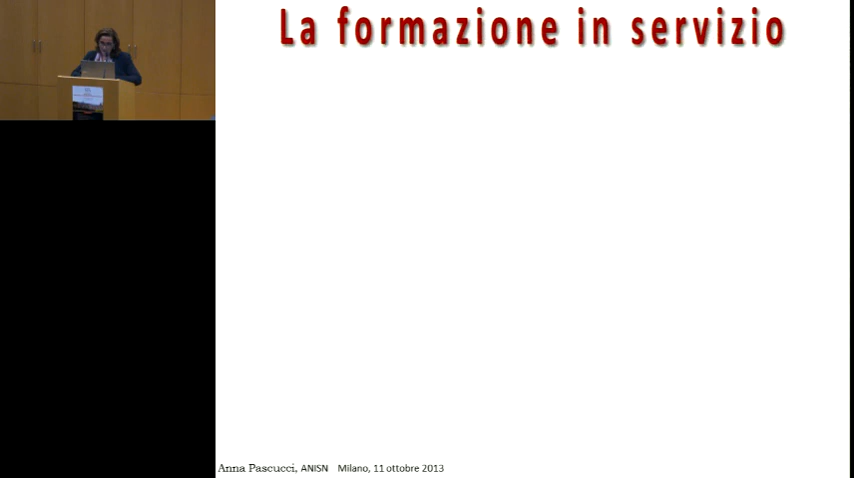 La formazione in servizio
Anna Pascucci, ANISN Milano, 11 ottobre 2013